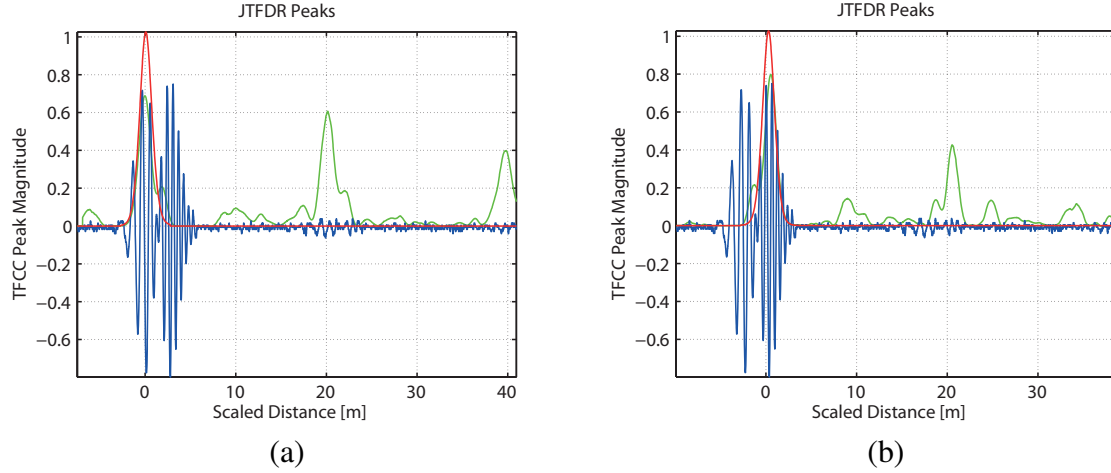 JTFDR Peaks
1
0.8
0.6
0.4
0.2
0
−0.2
−0.4
−0.6
TFCC Peak Magnitude
0 10 20 30 40
Scaled Distance [m]
(a)
JTFDR Peaks
1
0.8
0.6
0.4
0.2
0
−0.2
−0.4
−0.6
TFCC Peak Magnitude
0 10 20 30
Scaled Distance [m]
(b)